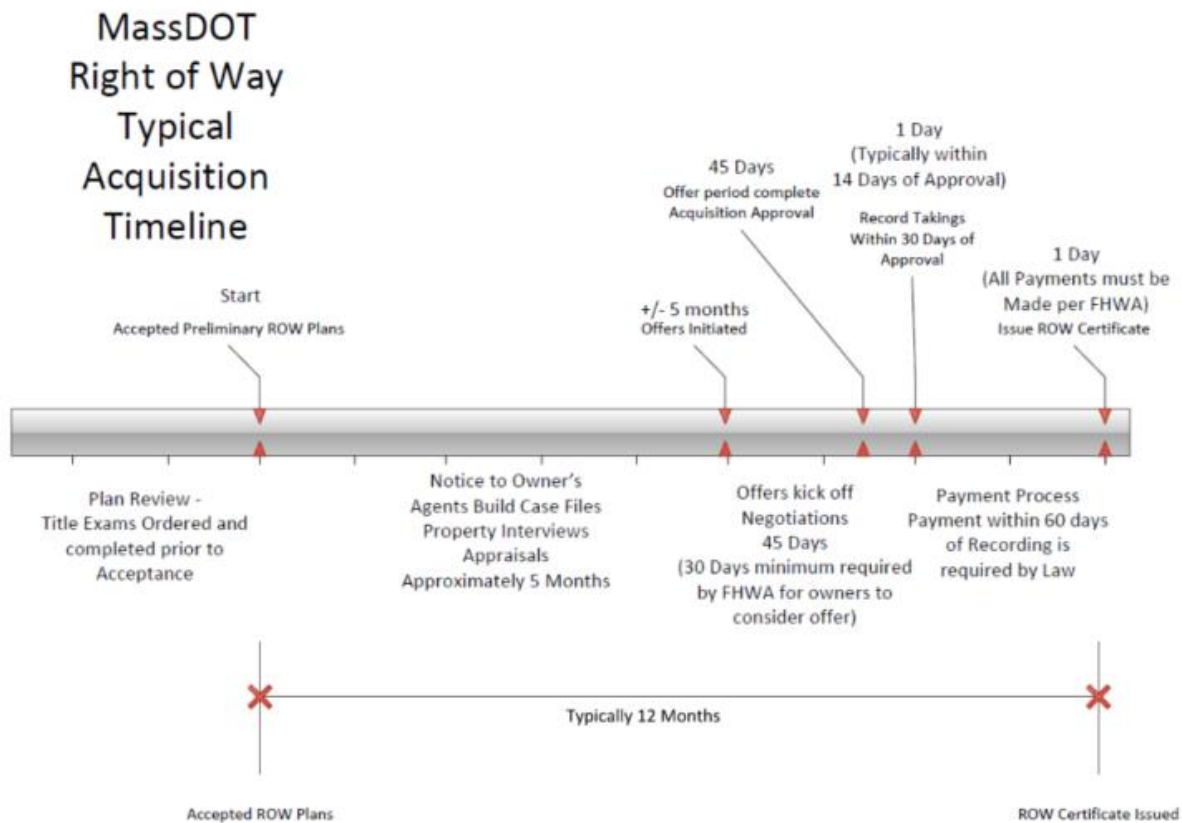 MassDOT
Right of Way
Typical
Acquisition
Timeline
Start
Accepted Preliminary ROW Plans
+/- 5 months
Offers Initiated
45 Days
Offer period complete
Acquisition Approval
1 Day
(Typically within
14 Days of Approval)
Record Takings
Within 30 Days of
Approval
1 Day
(All Payments must be
Made per FHWA)
Issue ROW Certificate
Plan Review -
Title Exams Ordered and
completed prior to
Acceptance
Notice to Owner's
Agents Build Case Files
Property Interviews
Appraisals
Approximately 5 Months
Offers kick off
Negotiations
45 Days
(30 Days minimum required
by FHWA for owners to
consider offer)
Payment Process
Payment within 60 days
of Recording is
required by Law
Typically 12 Months
Accepted ROW Plans
ROW Certificate Issued